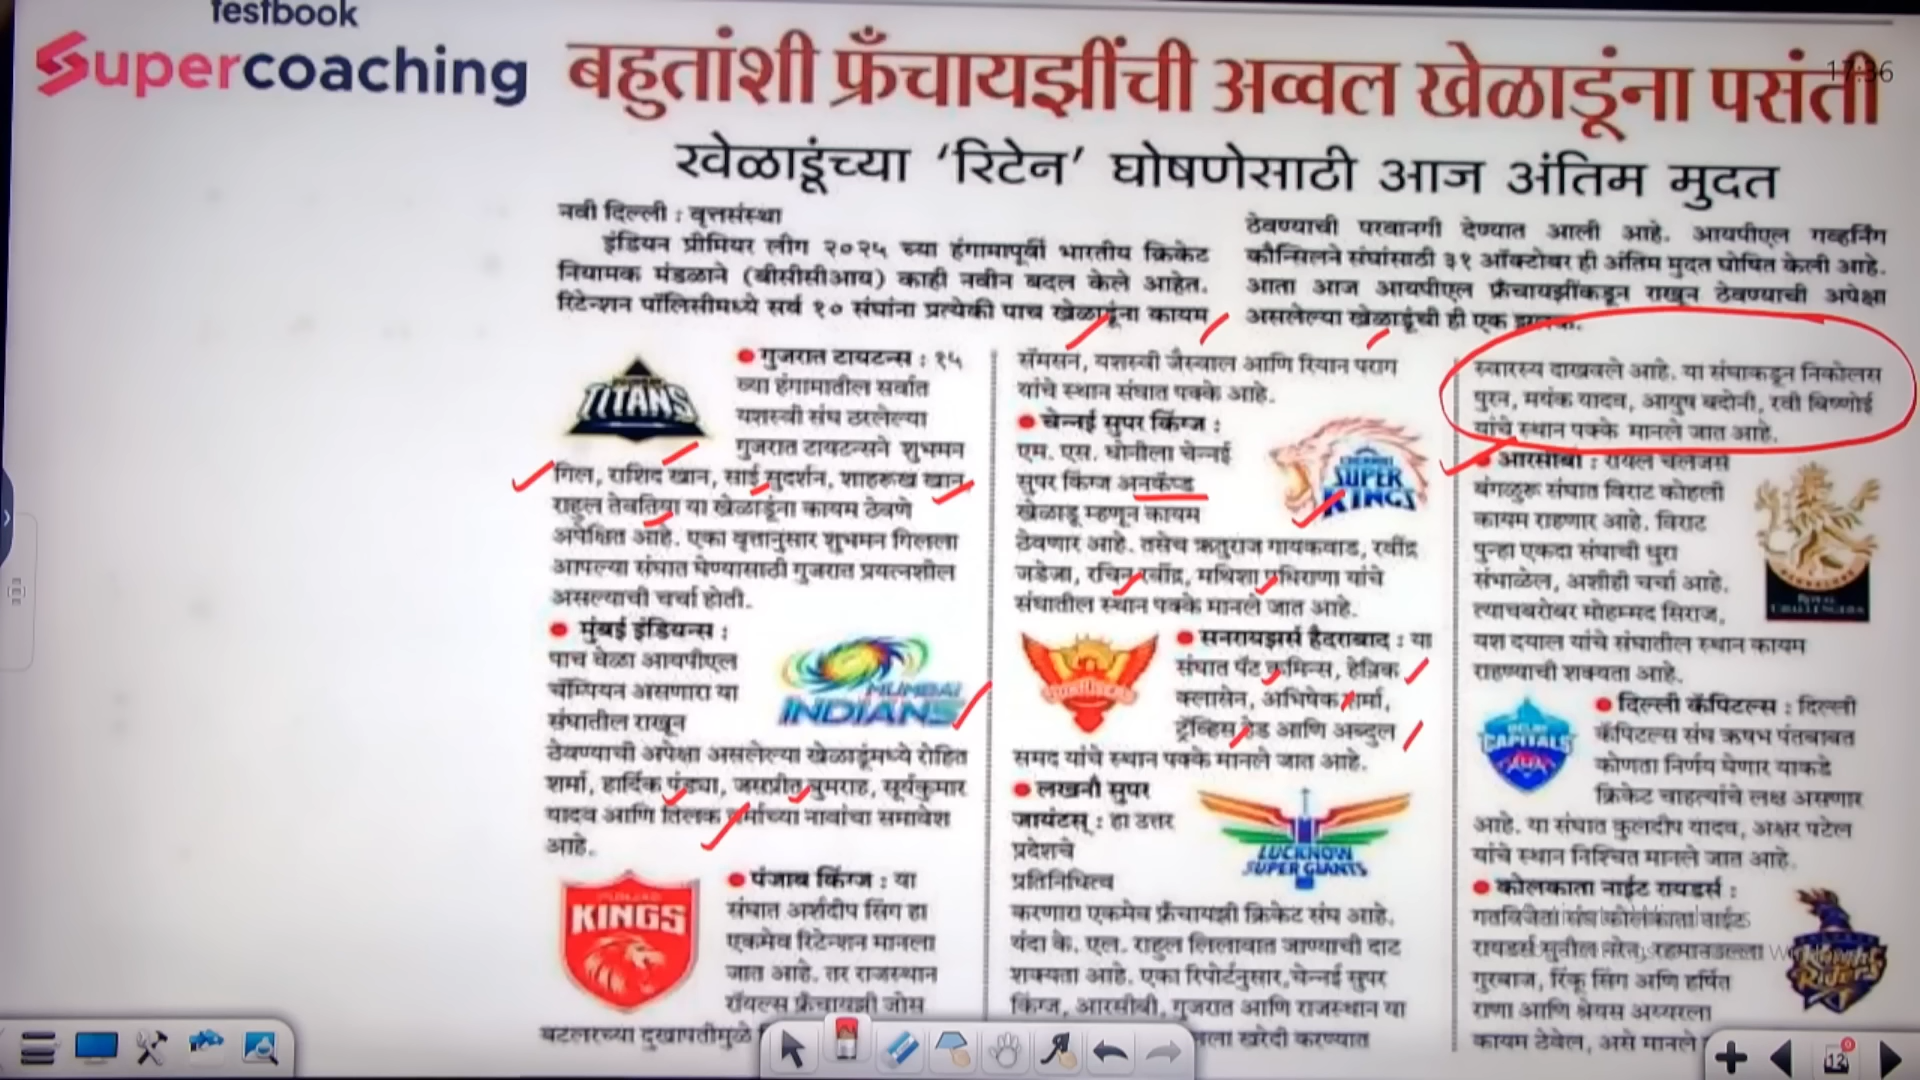 testbook
Supercoaching
बहुतांशी फ्रँचायझींची अव्वल खेळाडूंना पसंती
17:36
खेळाडूंच्या ‘रिटेन’ घोषणेसाठी आज अंतिम मुदत
नवी दिल्ली : वृत्तसंस्था
इंडियन प्रीमियर लीग २०२५ च्या हंगामापूर्वी भारतीय क्रिकेट
नियामक मंडळाने (बीसीसीआय) काही नवीन बदल केले आहेत.
रिटेन्शन पॉलिसीमध्ये सर्व १० संघांना प्रत्येकी पाच खेळाडूंना कायम
ठेवण्याची परवानगी देण्यात आली आहे. आयपीएल गव्हर्निंग
कौन्सिलने संघांसाठी ३१ ऑक्टोबर ही अंतिम मुदत घोषित केली आहे.
आता आज आयपीएल फ्रँचायझींकडून राखून ठेवण्याची अपेक्षा
असलेल्या खेळाडूंची ही एक झलक.
TITANS
गुजरात टायटन्स : १५
व्या हंगामातील सर्वात
यशस्वी संघ ठरलेल्या
गुजरात टायटन्सने शुभमन
गिल, राशिद खान, साई सुदर्शन, शाहरूख खान,
राहुल तेवतिया या खेळाडूंना कायम ठेवणे
अपेक्षित आहे. एका वृत्तानुसार शुभमन गिलला
आपल्या संघात घेण्यासाठी गुजरात प्रयत्नशील
असल्याची चर्चा होती.
मुंबई इंडियन्स :
पाच वेळा आयपीएल
चॅम्पियन असणारा या
संघातील राखून
MUMBAI
INDIANS
ठेवण्याची अपेक्षा असलेल्या खेळाडूंमध्ये रोहित
शर्मा, हार्दिक पंड्या, जसप्रीत बुमराह, सूर्यकुमार
यादव आणि तिलक वर्माच्या नावांचा समावेश
आहे.
PUNJAB
KINGS
पंजाब किंग्ज : या
संघात अर्शदीप सिंग हा
एकमेव रिटेन्शन मानला
जात आहे. तर राजस्थान
रॉयल्स फ्रँचायझी जोस
बटलरच्या दुखापतीमुळे
सॅमसन, यशस्वी जैस्वाल आणि रियान पराग
यांचे स्थान संघात पक्के आहे.
चेन्नई सुपर किंग्ज :
एम. एस. धोनीला चेन्नई
सुपर किंग्ज अनकॅप्ड
खेळाडू म्हणून कायम
CHENNAI
SUPER
KINGS
ठेवणार आहे. तसेच ऋतुराज गायकवाड, रवींद्र
जडेजा, रचिन रवींद्र, मथिशा पथिराणा यांचे
संघातील स्थान पक्के मानले जात आहे.
सनरायझर्स हैदराबाद : या
संघात पॅट कमिन्स, हेन्रिक
क्लासेन, अभिषेक शर्मा,
ट्रॅव्हिस हेड आणि अब्दुल
समद यांचे स्थान पक्के मानले जात आहे.
लखनौ सुपर
जायंटस् : हा उत्तर
प्रदेशचे
प्रतिनिधित्व
LUCKNOW
SUPER GIANTS
करणारा एकमेव फ्रँचायझी क्रिकेट संघ आहे.
यंदा के. एल. राहुल लिलावात जाण्याची दाट
शक्यता आहे. एका रिपोर्टनुसार, चेन्नई सुपर
किंग्ज, आरसीबी, गुजरात आणि राजस्थान या
खरेदी करण्यात
स्वारस्य दाखवले आहे. या संघाकडून निकोलस
पुरन, मयंक यादव, आयुष बदोनी, रवी बिष्णोई
यांचे स्थान पक्के मानले जात आहे.
आरसीबी : रॉयल चॅलेंजर्स
बंगळुरू संघात विराट कोहली
कायम राहणार आहे. विराट
पुन्हा एकदा संघाची धुरा
संभाळेल, अशीही चर्चा आहे.
त्याचबरोबर मोहम्मद सिराज,
यश दयाल यांचे संघातील स्थान कायम
राहण्याची शक्यता आहे.
DELHI
CAPITALS
दिल्ली कॅपिटल्स : दिल्ली
कॅपिटल्स संघ ऋषभ पंतबाबत
कोणता निर्णय घेणार याकडे
क्रिकेट चाहत्यांचे लक्ष असणार
आहे. या संघात कुलदीप यादव, अक्षर पटेल
यांचे स्थान निश्चित मानले जात आहे.
कोलकाता नाईट रायडर्स :
गतविजेता संघ कोलकाता नाईट
रायडर्स सुनील नरेन, रहमानउल्ला
गुरबाज, रिंकू सिंग आणि हर्षित
राणा आणि श्रेयस अय्यरला
कायम ठेवेल, असे मानले
Knight
Riders
12